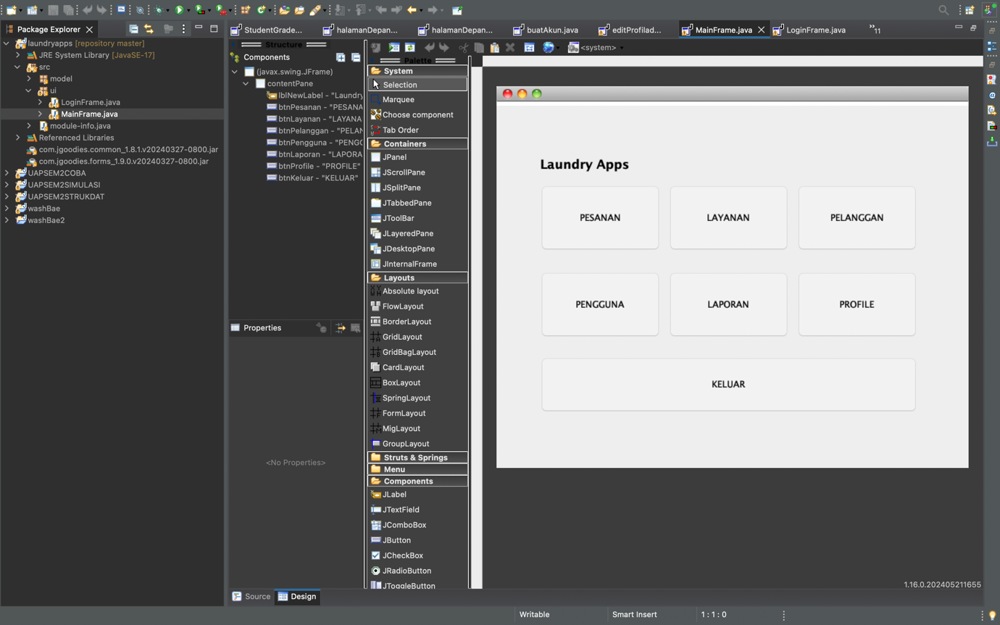 Package Explorer
laundryapps [repository master]
JRE System Library [JavaSE-17]
src
model
ui
LoginFrame.java
MainFrame.java
module-info.java
Referenced Libraries
com.jgoodies.common_1.8.1.v20240327-0800.jar
com.jgoodies.forms_1.9.0.v20240327-0800.jar
UAPSEM2COBA
UAPSEM2SIMULASI
UAPSEM2STRUKDAT
washBae
washBae2
StudentGrade...
halamanDepan...
halamanDepan...
buatAkun.java
editProfilad...
MainFrame.java
LoginFrame.java
»11
Structure
Components
(javax.swing.JFrame)
contentPane
lblNewLabel - "Laundry
btnPesanan - "PESANA
btnLayanan - "LAYANA
btnPelanggan - "PELAN
btnPengguna - "PENGG
btnLaporan - "LAPORA
btnProfile - "PROFILE"
btnKeluar - "KELUAR"
Properties
<No Properties>
<system>
Palette
System
Selection
Marquee
Choose component
Tab Order
Containers
JPanel
JScrollPane
JSplitPane
JTabbedPane
JToolBar
JLayeredPane
JDesktopPane
JInternalFrame
Layouts
Absolute layout
FlowLayout
BorderLayout
GridLayout
GridBagLayout
CardLayout
BoxLayout
SpringLayout
FormLayout
MigLayout
GroupLayout
Struts & Springs
Menu
Components
JLabel
JTextField
JComboBox
JButton
JCheckBox
JRadioButton
JToggleButton
Laundry Apps
PESANAN
LAYANAN
PELANGGAN
PENGGUNA
LAPORAN
PROFILE
KELUAR
1.16.0.202405211655
Source
Design
Writable
Smart Insert
1 : 1 : 0